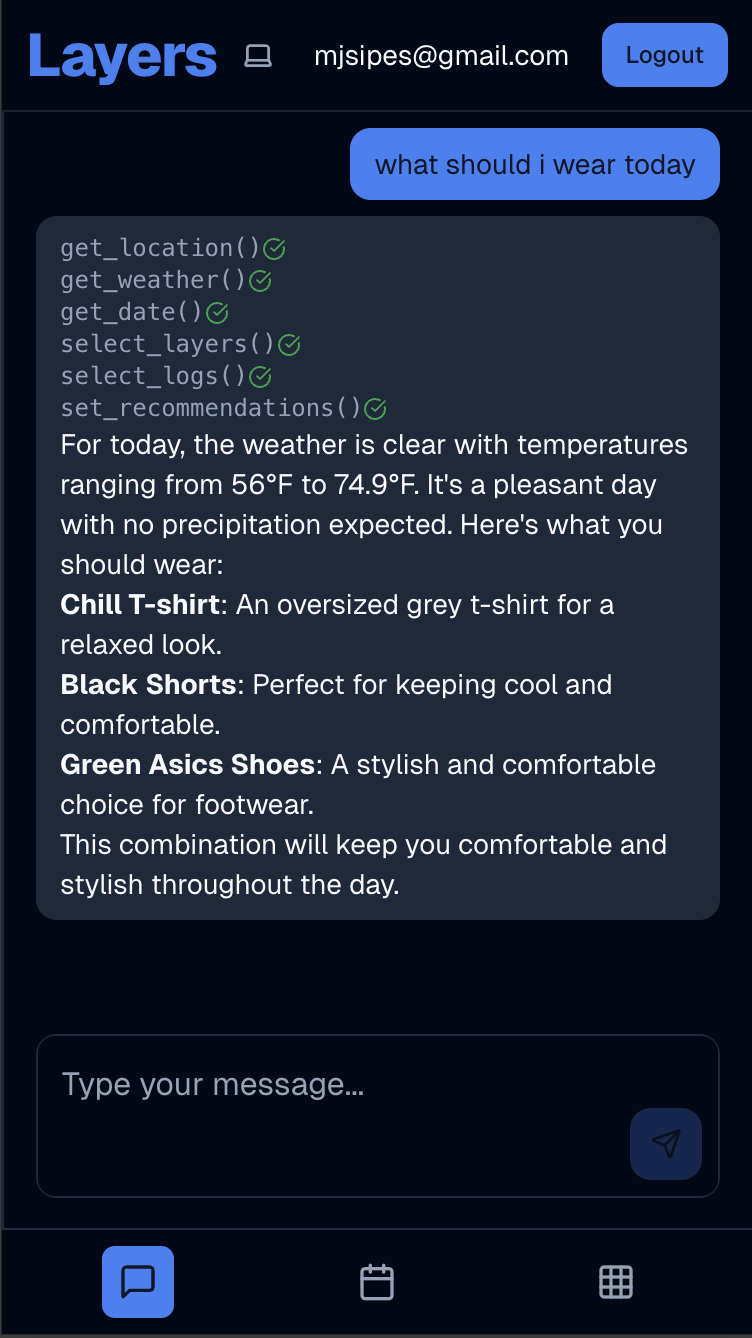 Layers
mjsipes@gmail.com
Logout
what should i wear today
get_location()
get_weather()
get_date()
select_layers()
select_logs()
set_recommendations()
For today, the weather is clear with temperatures
ranging from 56°F to 74.9°F. It's a pleasant day
with no precipitation expected. Here's what you
should wear:
Chill T-shirt: An oversized grey t-shirt for a
relaxed look.
Black Shorts: Perfect for keeping cool and
comfortable.
Green Asics Shoes: A stylish and comfortable
choice for footwear.
This combination will keep you comfortable and
stylish throughout the day.
Type your message...